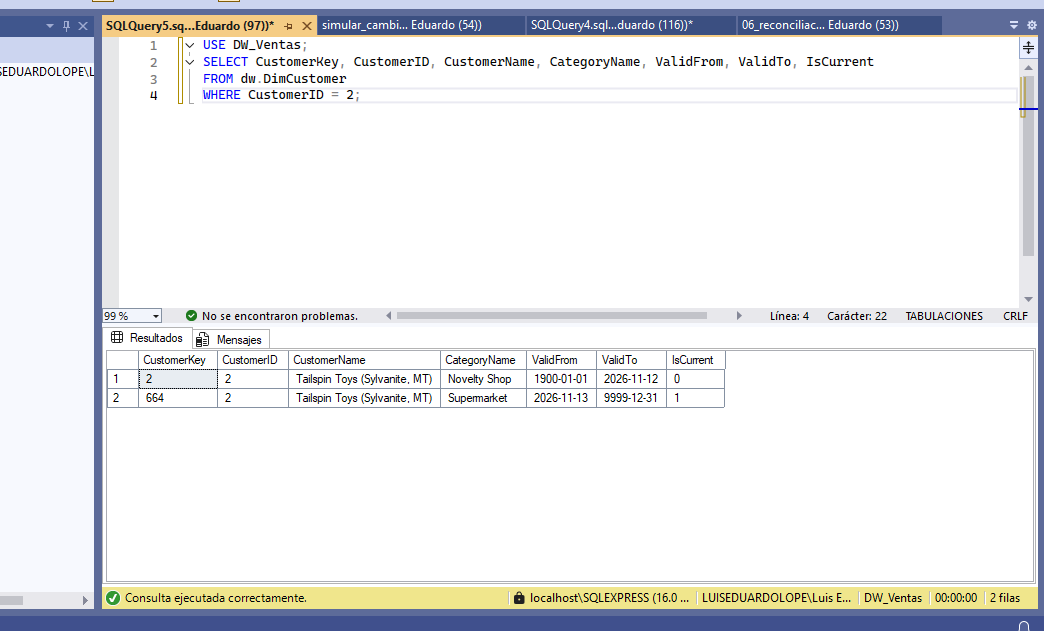 SQLQuery5.sq...Eduardo (97))* simular_cambi... Eduardo (54)) SQLQuery4.sql...duardo (116))* 06_reconciliac... Eduardo (53))
SEDUARDOLOPE\L
1 USE DW_Ventas;
2 SELECT CustomerKey, CustomerID, CustomerName, CategoryName, ValidFrom, ValidTo, IsCurrent
3 FROM dw.DimCustomer
4 WHERE CustomerID = 2;
99 % No se encontraron problemas. Línea: 4 Carácter: 22 TABULACIONES CRLF
Resultados Mensajes
CustomerKey CustomerID CustomerName CategoryName ValidFrom ValidTo IsCurrent
1 2 2 Tailspin Toys (Sylvanite, MT) Novelty Shop 1900-01-01 2026-11-12 0
2 664 2 Tailspin Toys (Sylvanite, MT) Supermarket 2026-11-13 9999-12-31 1
Consulta ejecutada correctamente. localhost\SQLEXPRESS (16.0 ... LUISEDUARDOLOPE\Luis E... DW_Ventas 00:00:00 2 filas